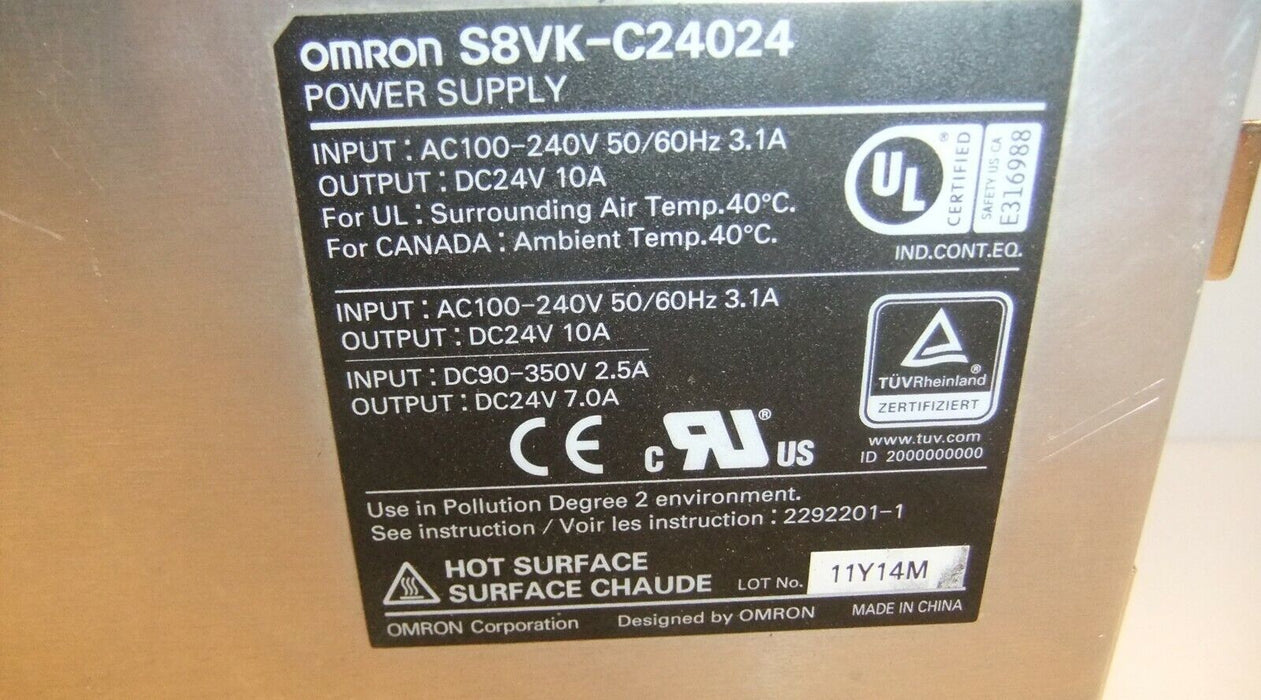 OMRON S8VK-C24024
POWER SUPPLY
INPUT : AC100-240V 50/60Hz 3.1A
OUTPUT : DC24V 10A
For UL : Surrounding Air Temp.40°C.
For CANADA : Ambient Temp.40°C.
UL ® CERTIFIED
SAFETY US CA
E316988
IND.CONT.EQ.
INPUT : AC100-240V 50/60Hz 3.1A
OUTPUT : DC24V 10A
INPUT : DC90-350V 2.5A
OUTPUT : DC24V 7.0A
CE c RU ® US
TÜVRheinland ®
ZERTIFIZIERT
www.tuv.com
ID 2000000000
Use in Pollution Degree 2 environment.
See instruction / Voir les instruction : 2292201-1
HOT SURFACE
SURFACE CHAUDE
LOT No. 11Y14M
OMRON Corporation Designed by OMRON MADE IN CHINA